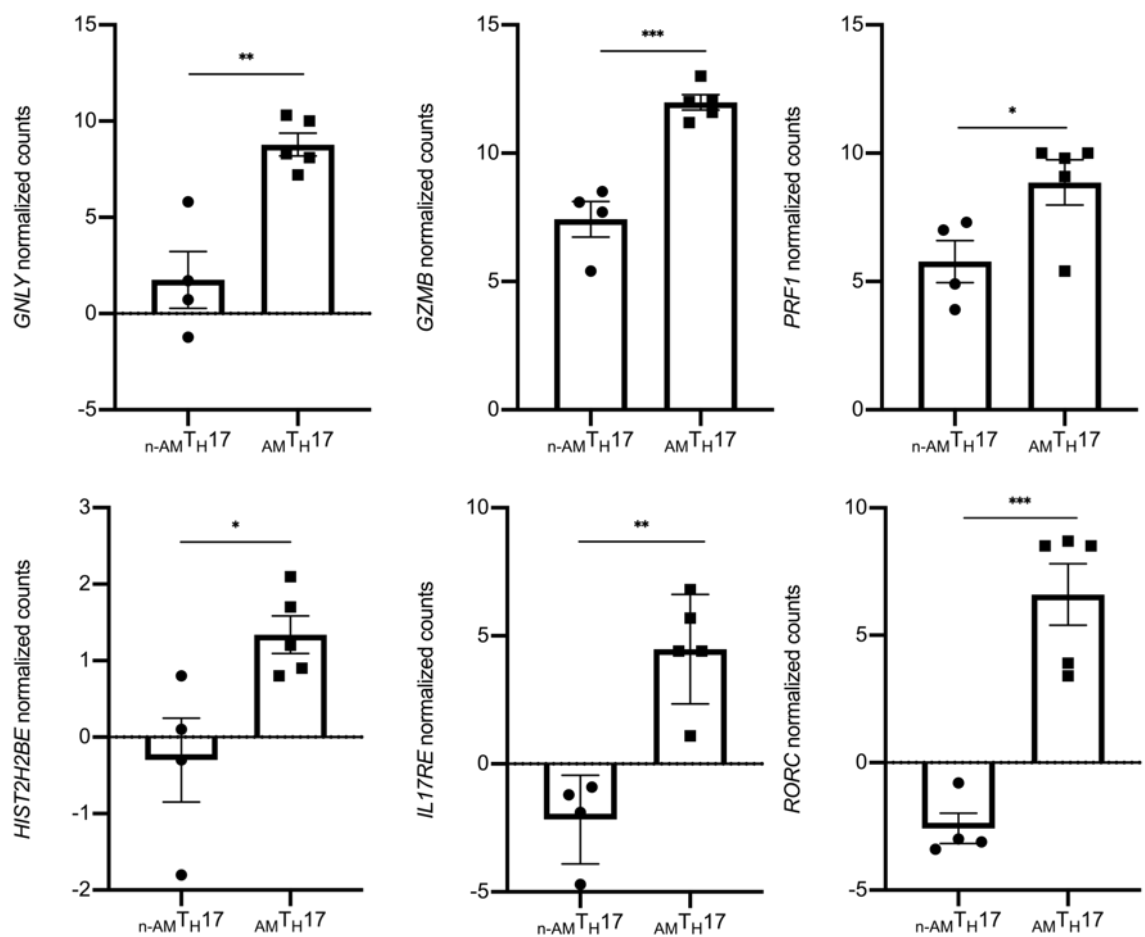 GNLY normalized counts
15
10
5
0
-5
**
n-AMTH17 AMTH17
GZMB normalized counts
15
10
5
0
***
n-AMTH17 AMTH17
PRF1 normalized counts
15
10
5
0
*
n-AMTH17 AMTH17
HIST2H2BE normalized counts
3
2
1
0
-1
-2
*
n-AMTH17 AMTH17
IL17RE normalized counts
10
5
0
-5
**
n-AMTH17 AMTH17
RORC normalized counts
10
5
0
-5
***
n-AMTH17 AMTH17